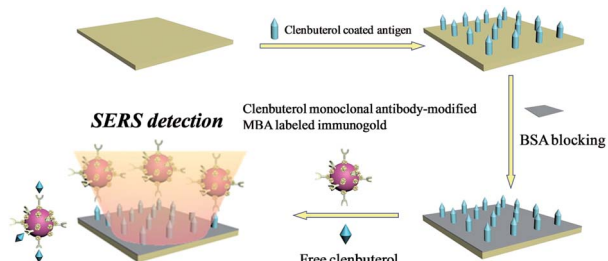 Clenbuterol coated antigen
SERS detection
Clenbuterol monoclonal antibody-modified
MBA labeled immunogold
BSA blocking
Free clenbuterol